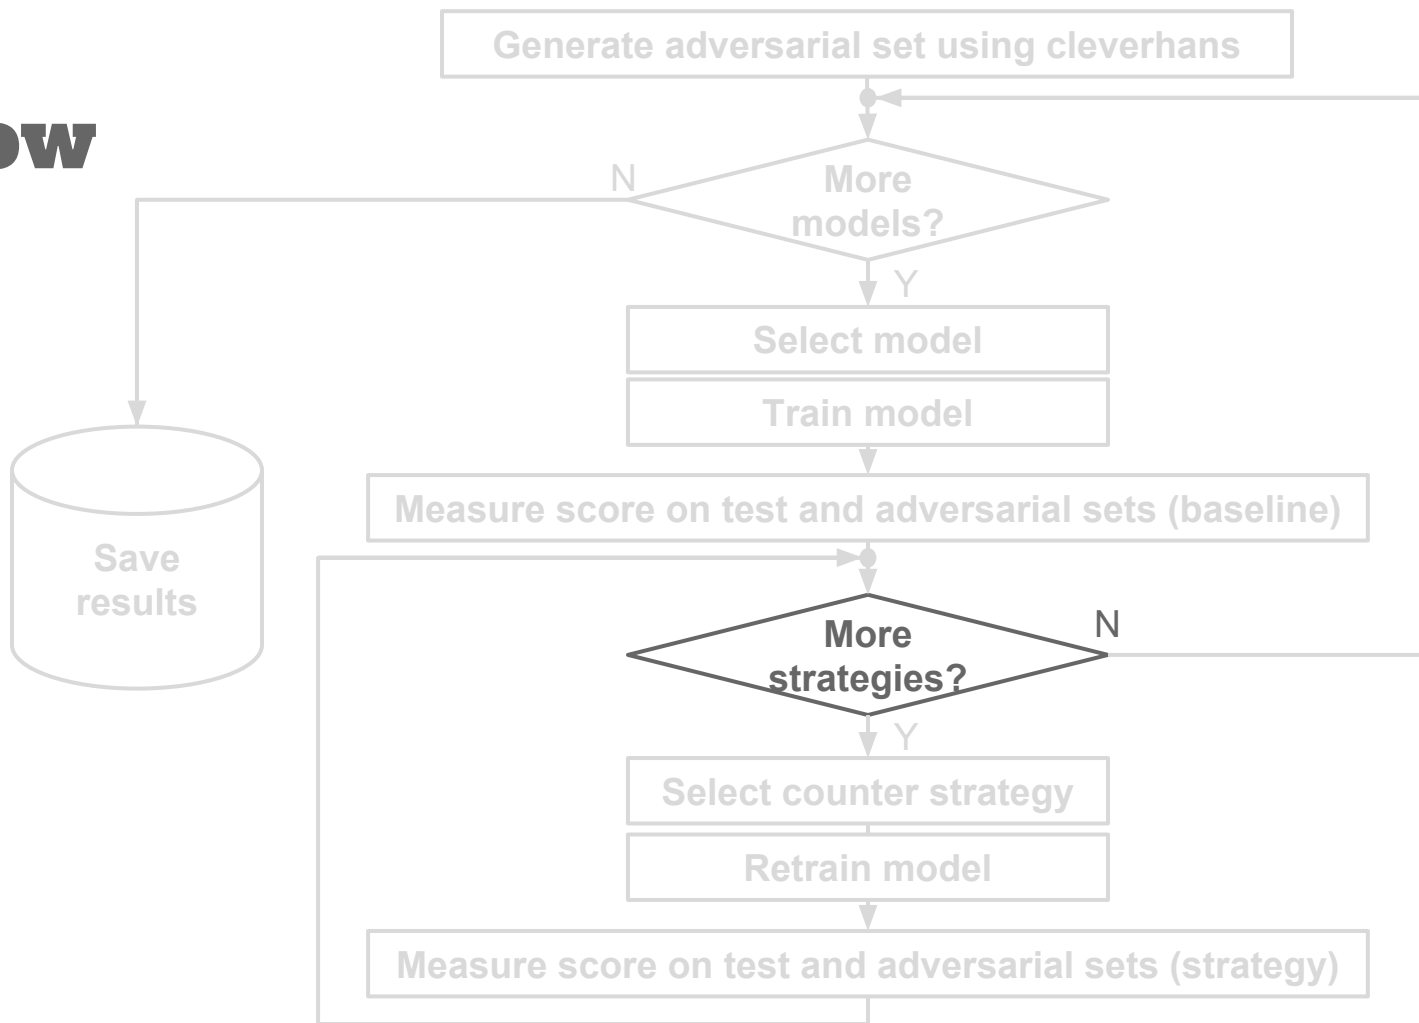 Generate adversarial set using cleverhans
ow
N
More
models?
Y
Select model
Train model
Measure score on test and adversarial sets (baseline)
Save
results
More
strategies?
N
Y
Select counter strategy
Retrain model
Measure score on test and adversarial sets (strategy)